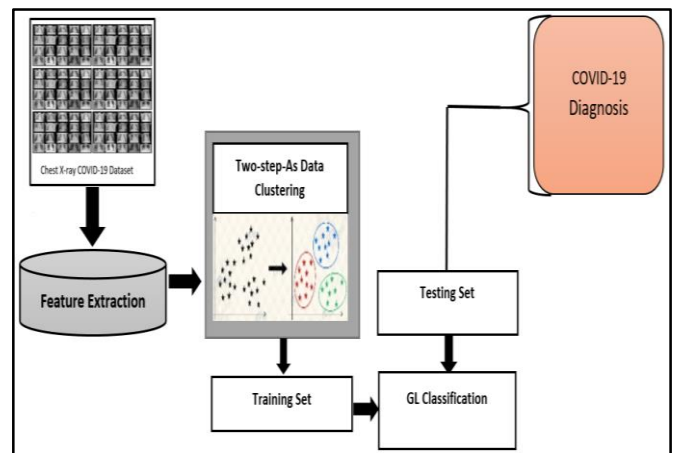 Chest X-ray COVID-19 Dataset
Feature Extraction
Two-step-As Data
Clustering
Training Set
GL Classification
Testing Set
COVID-19
Diagnosis